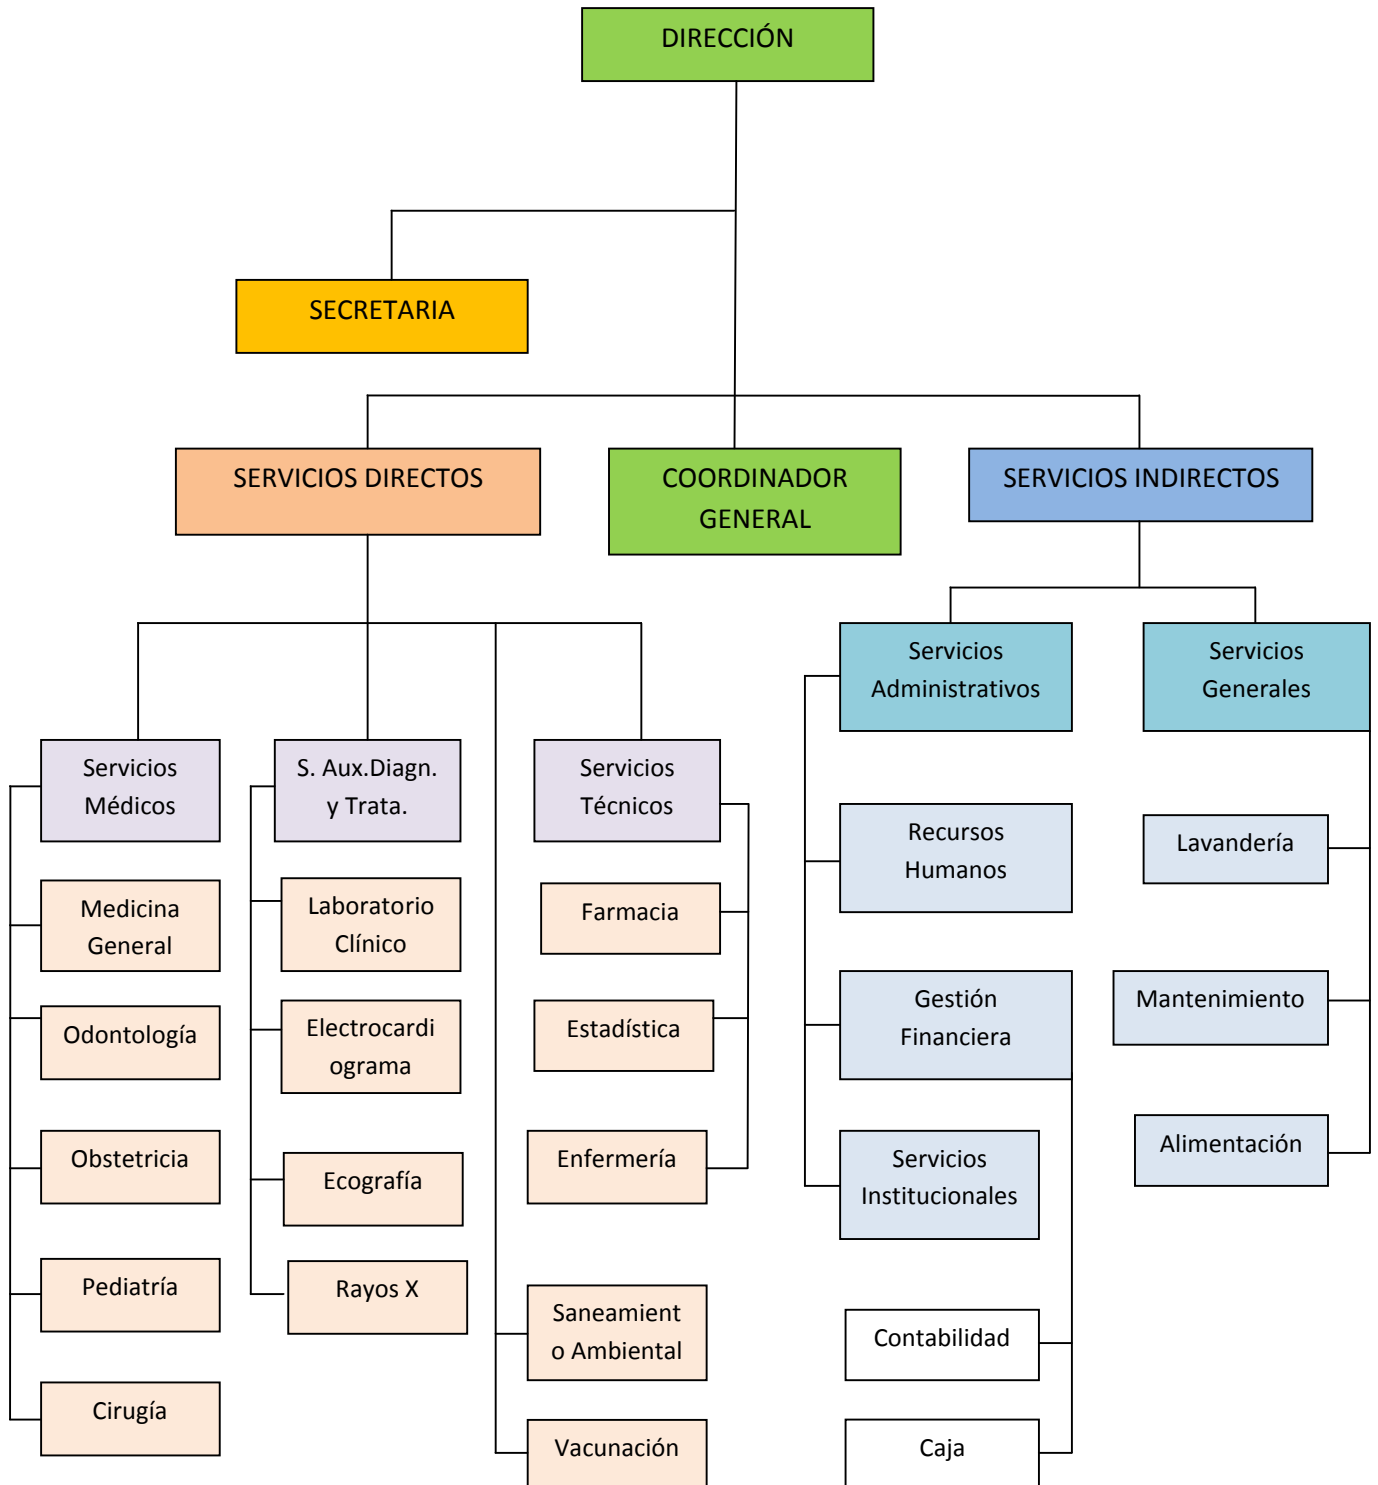 DIRECCIÓN
SECRETARIA
SERVICIOS DIRECTOS
COORDINADOR
GENERAL
SERVICIOS INDIRECTOS
Servicios
Administrativos
Servicios
Generales
Servicios
Médicos
S. Aux.Diagn.
y Trata.
Servicios
Técnicos
Recursos
Humanos
Lavandería
Medicina
General
Laboratorio
Clínico
Farmacia
Gestión
Financiera
Mantenimiento
Odontología
Electrocardi
ograma
Estadística
Obstetricia
Ecografía
Enfermería
Servicios
Institucionales
Alimentación
Pediatría
Rayos X
Saneamient
o Ambiental
Contabilidad
Cirugía
Vacunación
Caja